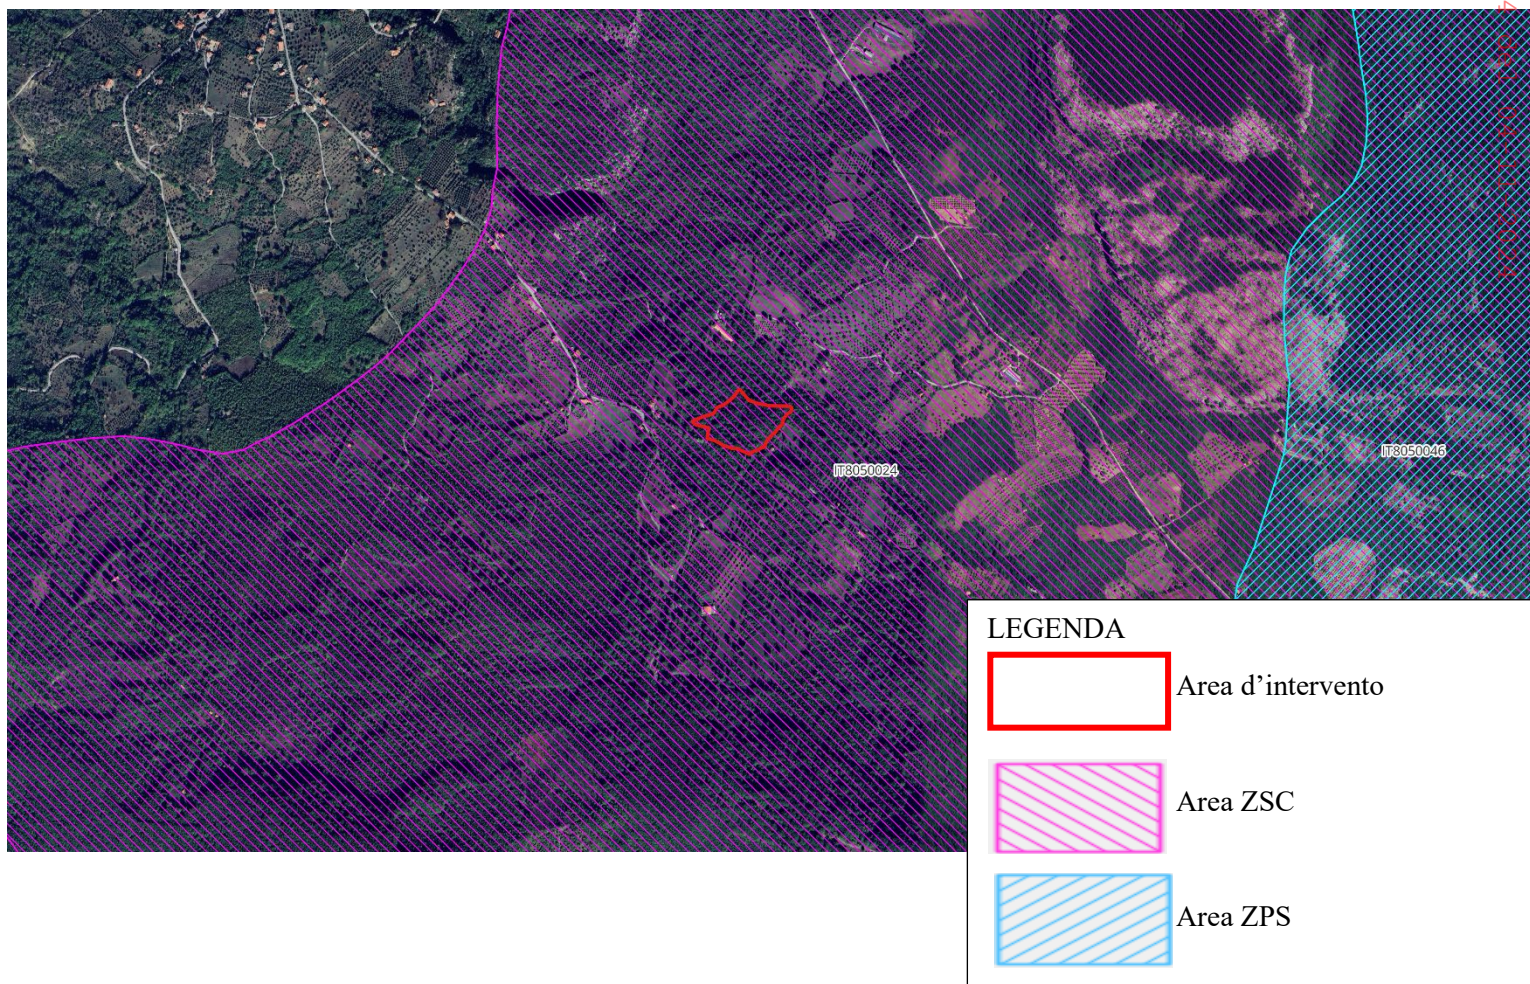 IT8050024
IT8050046
LEGENDA
Area d’intervento
Area ZSC
Area ZPS